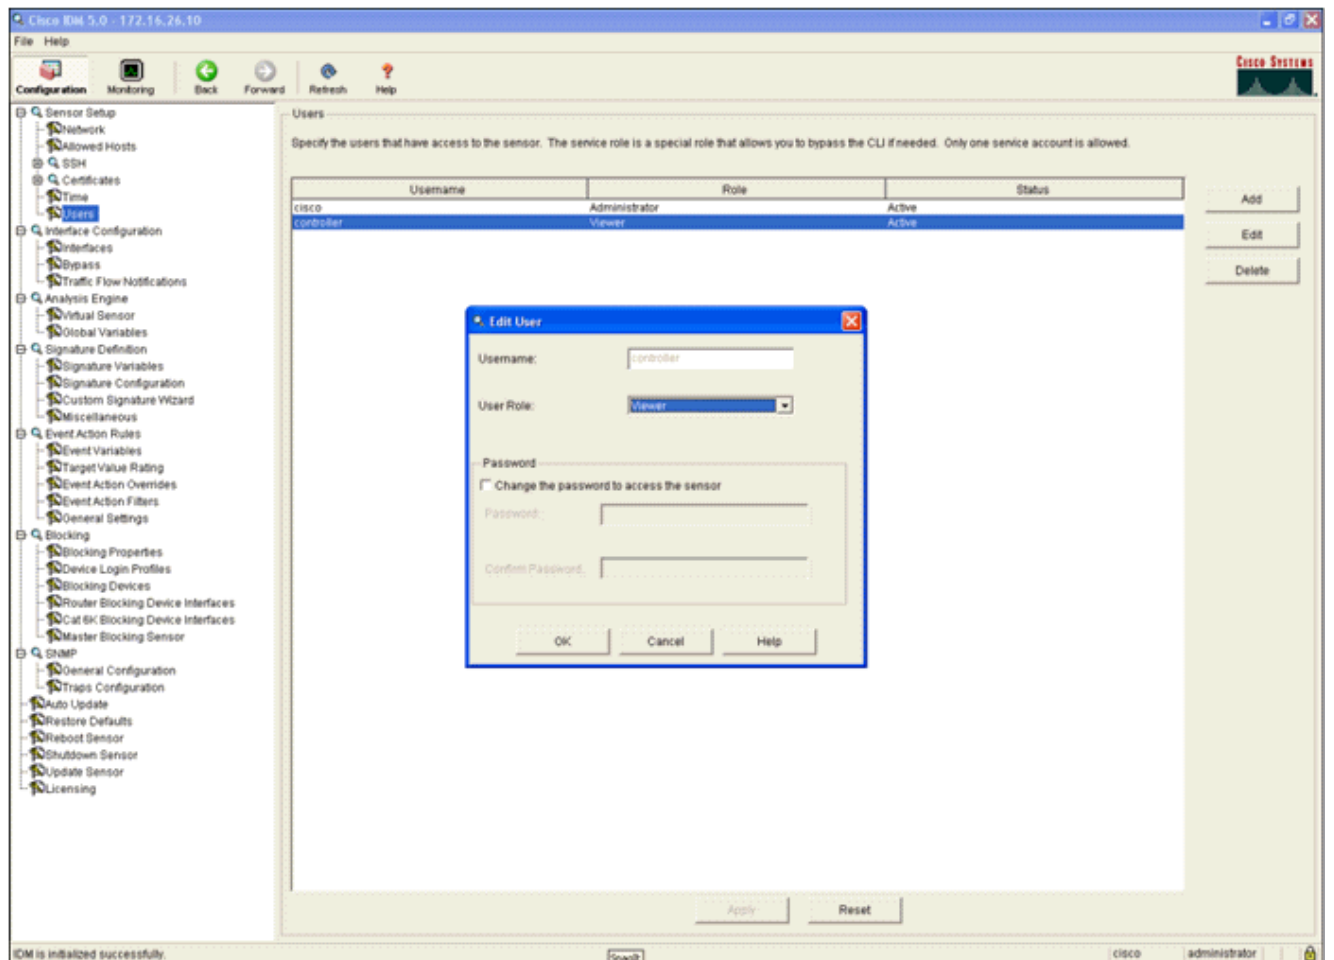 Cisco IDM 5.0 - 172.16.26.10
File Help
Configuration Monitoring Back Forward Refresh Help
CISCO SYSTEMS
Sensor Setup
Network
Allowed Hosts
SSH
Certificates
Time
Users
Interface Configuration
Interfaces
Bypass
Traffic Flow Notifications
Analysis Engine
Virtual Sensor
Global Variables
Signature Definition
Signature Variables
Signature Configuration
Custom Signature Wizard
Miscellaneous
Event Action Rules
Event Variables
Target Value Rating
Event Action Overrides
Event Action Filters
General Settings
Blocking
Blocking Properties
Device Login Profiles
Blocking Devices
Router Blocking Device Interfaces
Cat 6K Blocking Device Interfaces
Master Blocking Sensor
SNMP
General Configuration
Traps Configuration
Auto Update
Restore Defaults
Reboot Sensor
Shutdown Sensor
Update Sensor
Licensing
Users
Specify the users that have access to the sensor. The service role is a special role that allows you to bypass the CLI if needed. Only one service account is allowed.
Username Role Status
cisco Administrator Active
controller Viewer Active
Add
Edit
Delete
Edit User
Username: controller
User Role: Viewer
Password
Change the password to access the sensor
Password:
Confirm Password:
OK Cancel Help
Apply Reset
IDM is initialized successfully.
SnagIt
cisco administrator